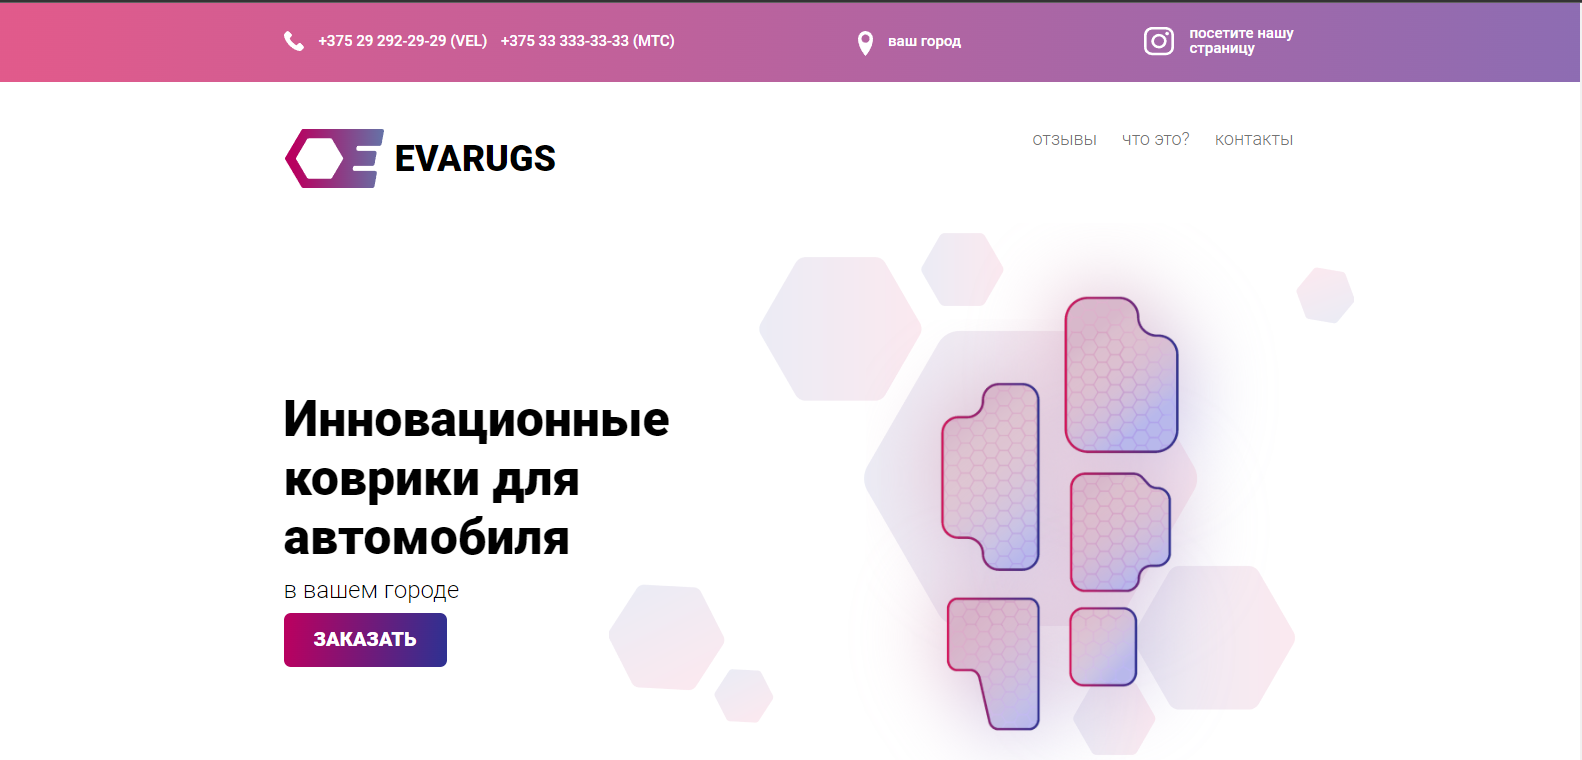 +375 29 292-29-29 (VEL) +375 33 333-33-33 (МТС)
ваш город
посетите нашу
страницу
EVARUGS
отзывы что это? контакты
Инновационные
коврики для
автомобиля
в вашем городе
ЗАКАЗАТЬ